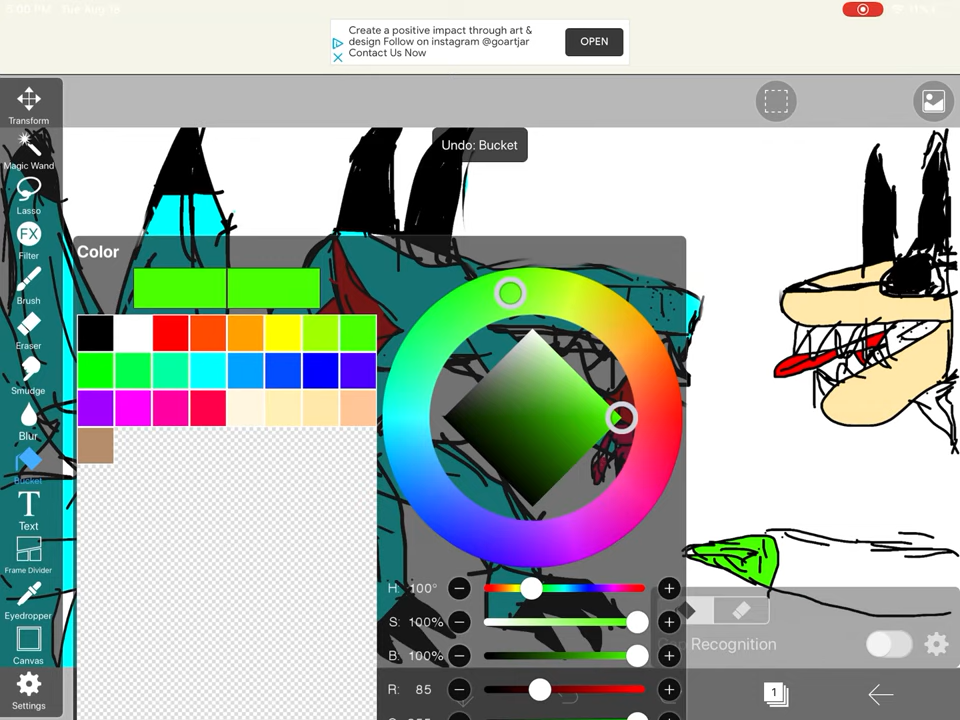 5:00 PM Tue Aug 19
11%
Create a positive impact through art &
design Follow on instagram @goartjar
Contact Us Now
OPEN
Transform
Undo: Bucket
Magic Wand
Lasso
FX
Filter
Color
Brush
Eraser
Smudge
Blur
Bucket
T
Text
Frame Divider
Eyedropper
Canvas
Settings
H: 100°
S: 100%
B: 100%
R: 85
Recognition
1